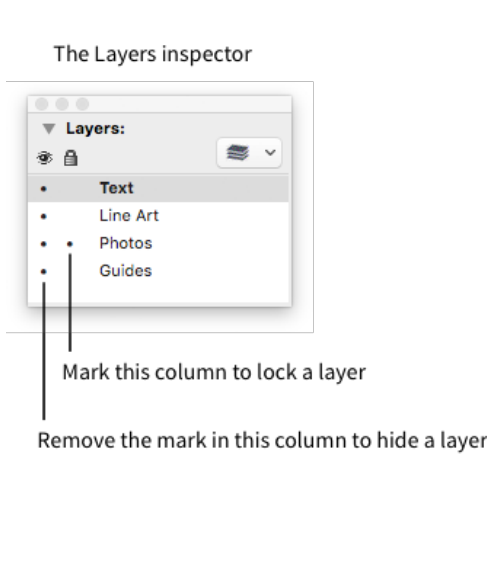 The Layers inspector
Layers:
Text
Line Art
Photos
Guides
Mark this column to lock a layer
Remove the mark in this column to hide a layer